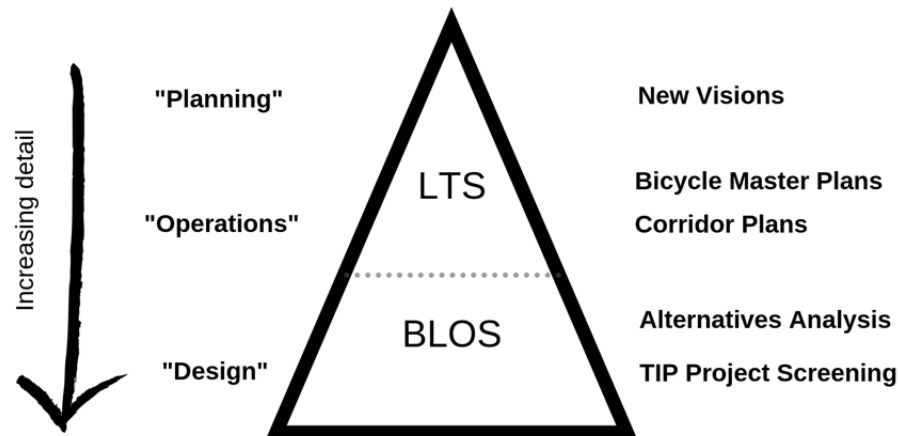 "Planning"
New Visions
Increasing detail
LTS
Bicycle Master Plans
"Operations"
Corridor Plans
BLOS
Alternatives Analysis
"Design"
TIP Project Screening